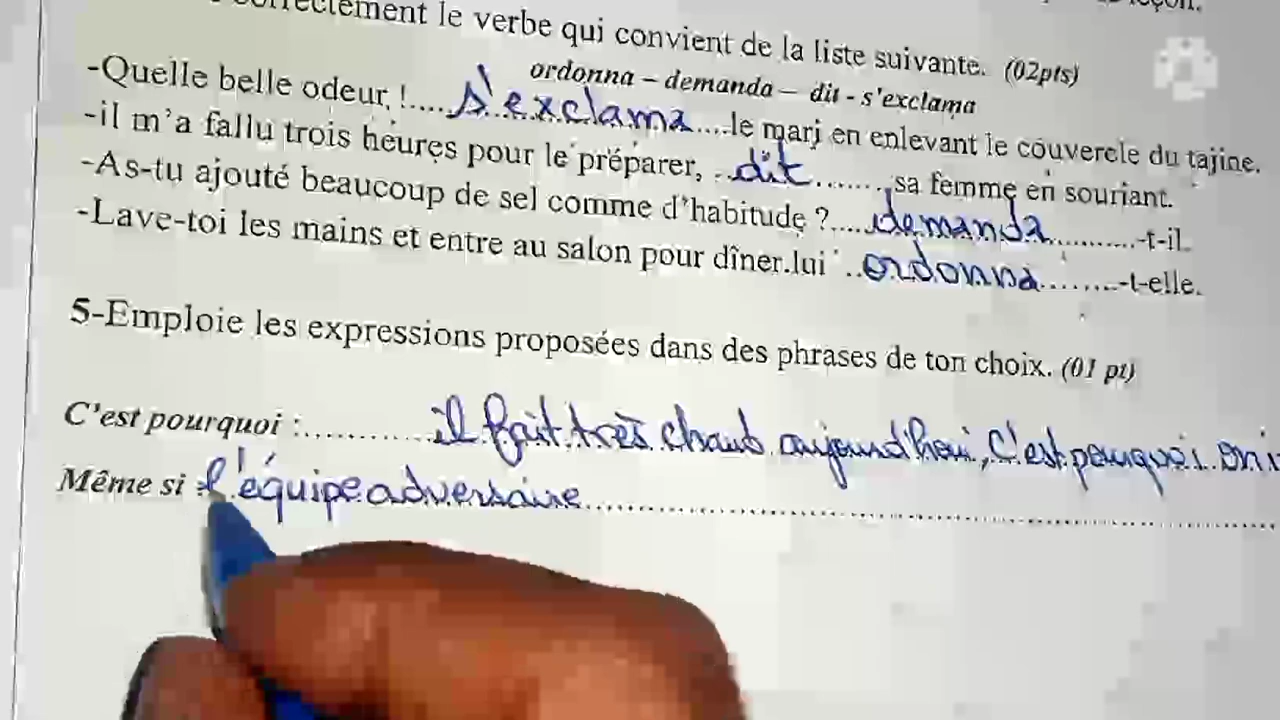 correctement le verbe qui convient de la liste suivante. (02pts)
ordonna – demanda – dit - s'exclama
-Quelle belle odeur !.....s'exclama....le mari en enlevant le couvercle du tajine.
-il m'a fallu trois heures pour le préparer, ..dit........sa femme en souriant.
-As-tu ajouté beaucoup de sel comme d'habitude ?.....demanda...........-t-il.
-Lave-toi les mains et entre au salon pour dîner.lui ..ordonna.........-t-elle.
5-Emploie les expressions proposées dans des phrases de ton choix. (01 pt)
C'est pourquoi :.............il fait très chaud aujourd'hui, c'est pourquoi on
Même si : l'équipe adversaire..........................................................